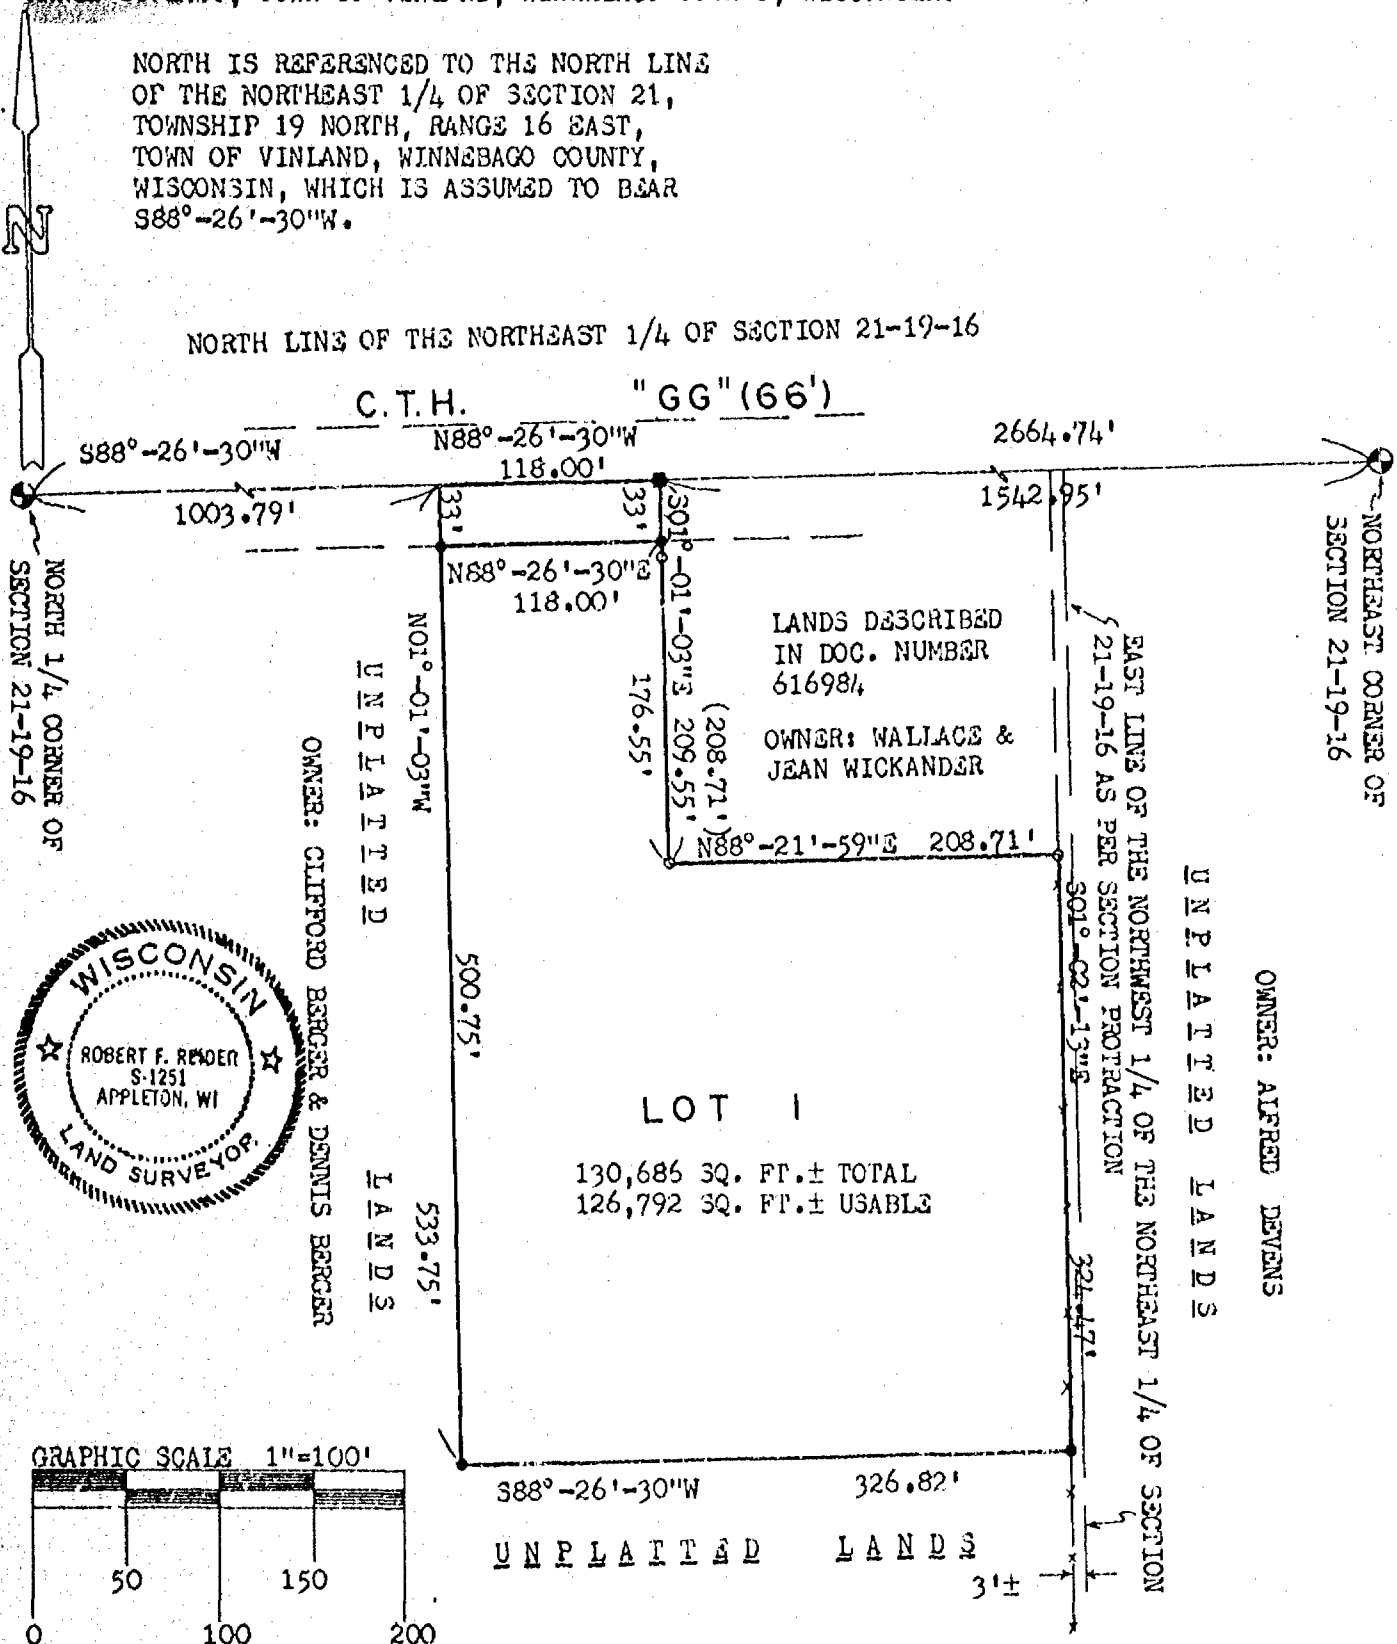 NORTH IS REFERENCED TO THE NORTH LINE
OF THE NORTHEAST 1/4 OF SECTION 21,
TOWNSHIP 19 NORTH, RANGE 16 EAST,
TOWN OF VINLAND, WINNEBAGO COUNTY,
WISCONSIN, WHICH IS ASSUMED TO BEAR
S88°-26'-30"W.
N
NORTH LINE OF THE NORTHEAST 1/4 OF SECTION 21-19-16
C.T.H. "GG" (66')
S88°-26'-30"W
N88°-26'-30"W
118.00'
2664.74'
1003.79'
33'
33'
1542.95'
N88°-26'-30"E
118.00'
NORTH 1/4 CORNER OF
SECTION 21-19-16
NORTHEAST CORNER OF
SECTION 21-19-16
S01°-01'-03"E 209.55'
(208.71')
176.55'
LANDS DESCRIBED
IN DOC. NUMBER
616984
OWNER: WALLACE &
JEAN WICKANDER
N88°-21'-59"E 208.71'
N01°-01'-03"W
500.75'
533.75'
UNPLATTED LANDS
OWNER: CLIFFORD BERGER & DENNIS BERGER
EAST LINE OF THE NORTHWEST 1/4 OF THE NORTHEAST 1/4 OF SECTION
21-19-16 AS PER SECTION PROTRACTION
S01°-02'-13"E
324.47'
UNPLATTED LANDS
OWNER: ALFRED DEVENS
WISCONSIN
ROBERT F. REIDER
S-1251
APPLETON, WI
LAND SURVEYOR
LOT 1
130,686 SQ. FT.± TOTAL
126,792 SQ. FT.± USABLE
S88°-26'-30"W 326.82'
UNPLATTED LANDS
3'±
GRAPHIC SCALE 1"=100'
50 150
0 100 200